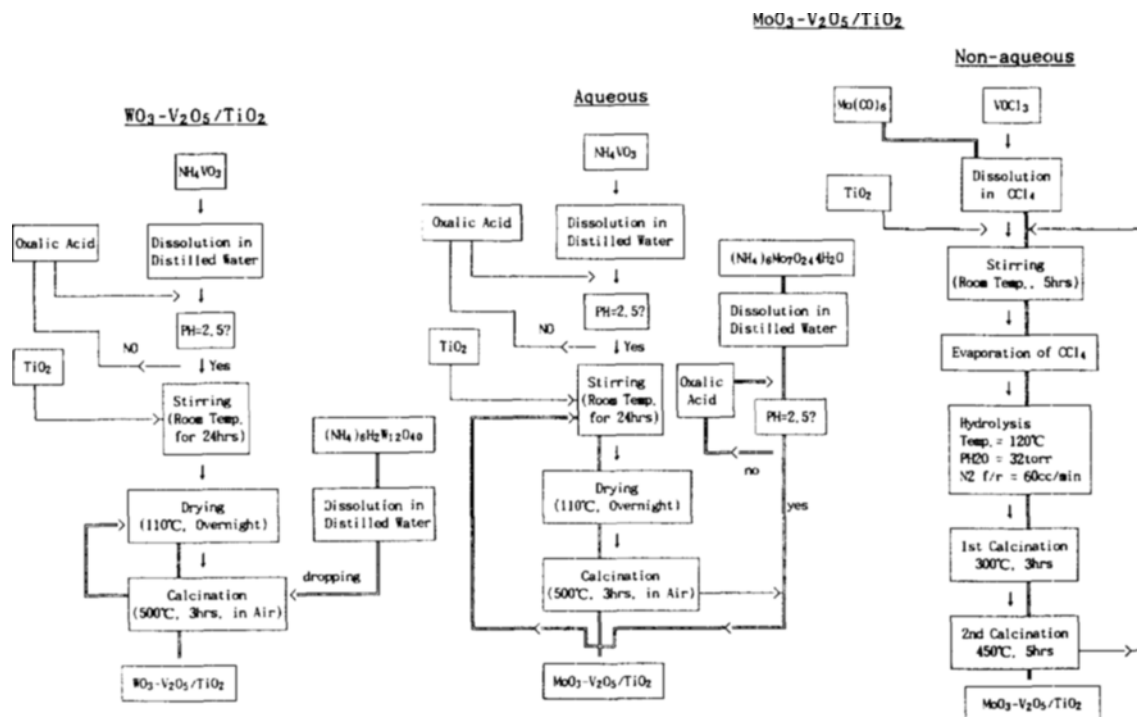 MoO3-V2O5/TiO2
WO3-V2O5/TiO2
NH4VO3
Oxalic Acid
Dissolution in
Distilled Water
PH=2,5?
NO
Yes
TiO2
Stirring
(Room Temp.
for 24hrs)
(NH4)6H2W12O40
Dissolution in
Distilled Water
Drying
(110℃, Overnight)
dropping
Calcination
(500℃, 3hrs, in Air)
WO3-V2O5/TiO2
Aqueous
NH4VO3
Oxalic Acid
Dissolution in
Distilled Water
PH=2,5?
NO
Yes
TiO2
Stirring
(Room Temp.
for 24hrs)
(NH4)6Mo7O244H2O
Dissolution in
Distilled Water
Oxalic
Acid
PH=2,5?
no
yes
Drying
(110℃, Overnight)
Calcination
(500℃, 3hrs, in Air)
MoO3-V2O5/TiO2
Non-aqueous
Mo(CO)6
VOCl3
Dissolution
in CCl4
TiO2
Stirring
(Room Temp., 5hrs)
Evaporation of CCl4
Hydrolysis
Temp. = 120℃
PH2O = 32torr
N2 f/r = 60cc/min
1st Calcination
300℃, 3hrs
2nd Calcination
450℃, 5hrs
MoO3-V2O5/TiO2